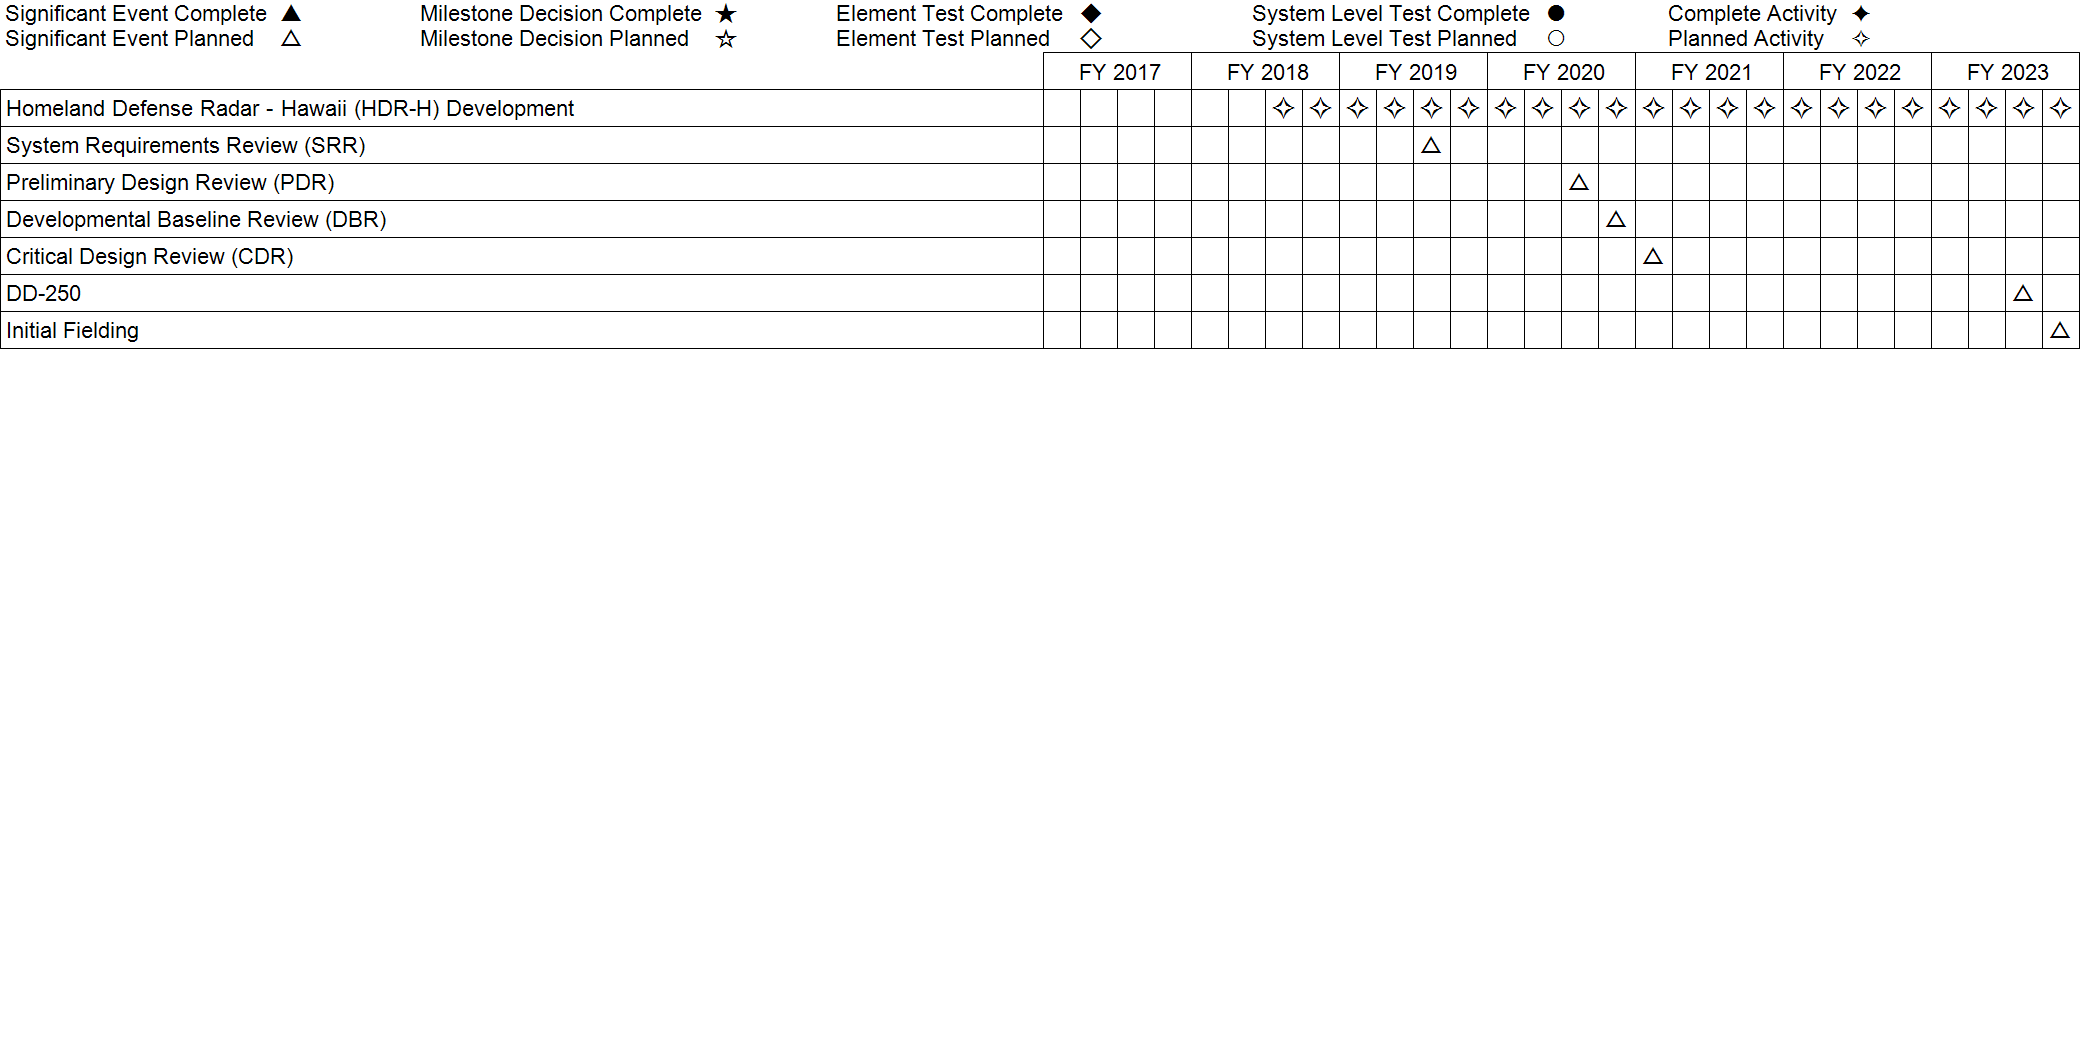 Significant Event Complete ▲ Milestone Decision Complete ★ Element Test Complete ◆ System Level Test Complete ● Complete Activity ✦
Significant Event Planned △ Milestone Decision Planned ☆ Element Test Planned ◇ System Level Test Planned ○ Planned Activity ✧
FY 2017 FY 2018 FY 2019 FY 2020 FY 2021 FY 2022 FY 2023
Homeland Defense Radar - Hawaii (HDR-H) Development ✧ ✧ ✧ ✧ ✧ ✧ ✧ ✧ ✧ ✧ ✧ ✧ ✧ ✧ ✧ ✧ ✧ ✧ ✧ ✧ ✧ ✧
System Requirements Review (SRR) △
Preliminary Design Review (PDR) △
Developmental Baseline Review (DBR) △
Critical Design Review (CDR) △
DD-250 △
Initial Fielding △